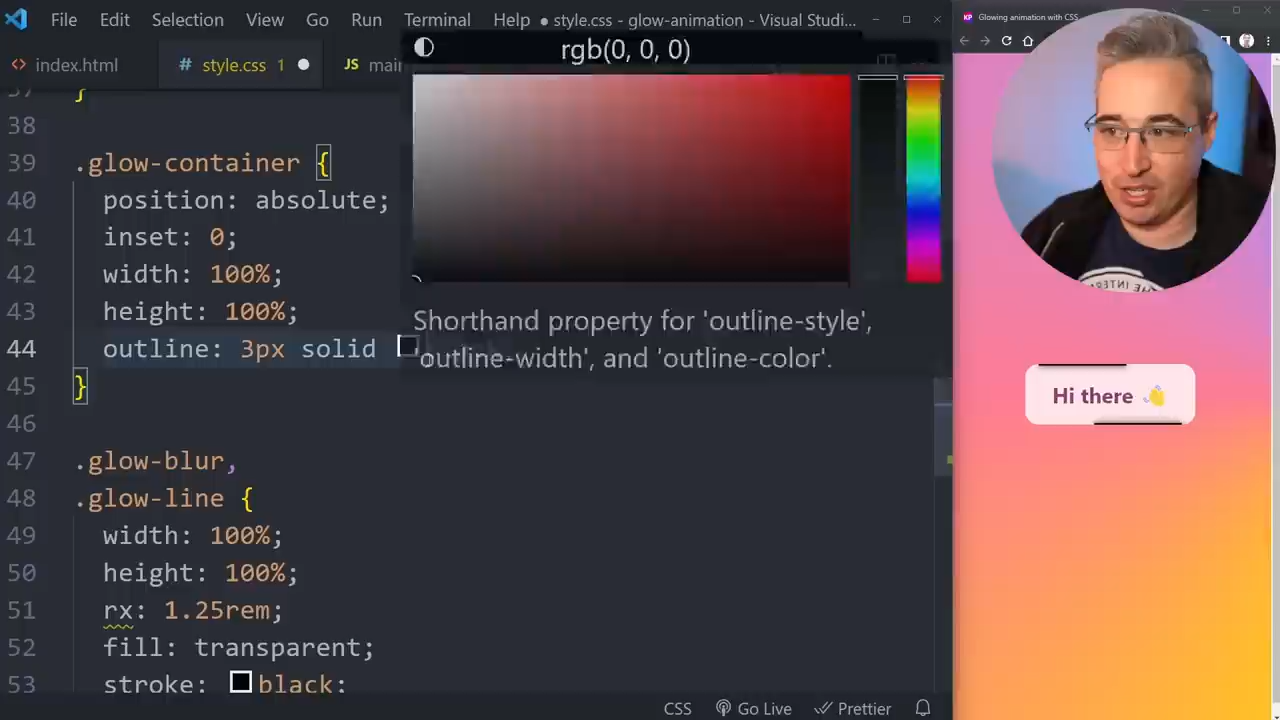 File Edit Selection View Go Run Terminal Help ● style.css - glow-animation - Visual Studi...
KP Glowing animation with CSS
<> index.html # style.css 1 ● JS main
rgb(0, 0, 0)
37 }
38
39 .glow-container {
40 position: absolute;
41 inset: 0;
42 width: 100%;
43 height: 100%;
44 outline: 3px solid
Shorthand property for 'outline-style',
'outline-width', and 'outline-color'.
45 }
46
47 .glow-blur,
48 .glow-line {
49 width: 100%;
50 height: 100%;
51 rx: 1.25rem;
52 fill: transparent;
53 stroke: black;
CSS Go Live Prettier
Hi there 👋